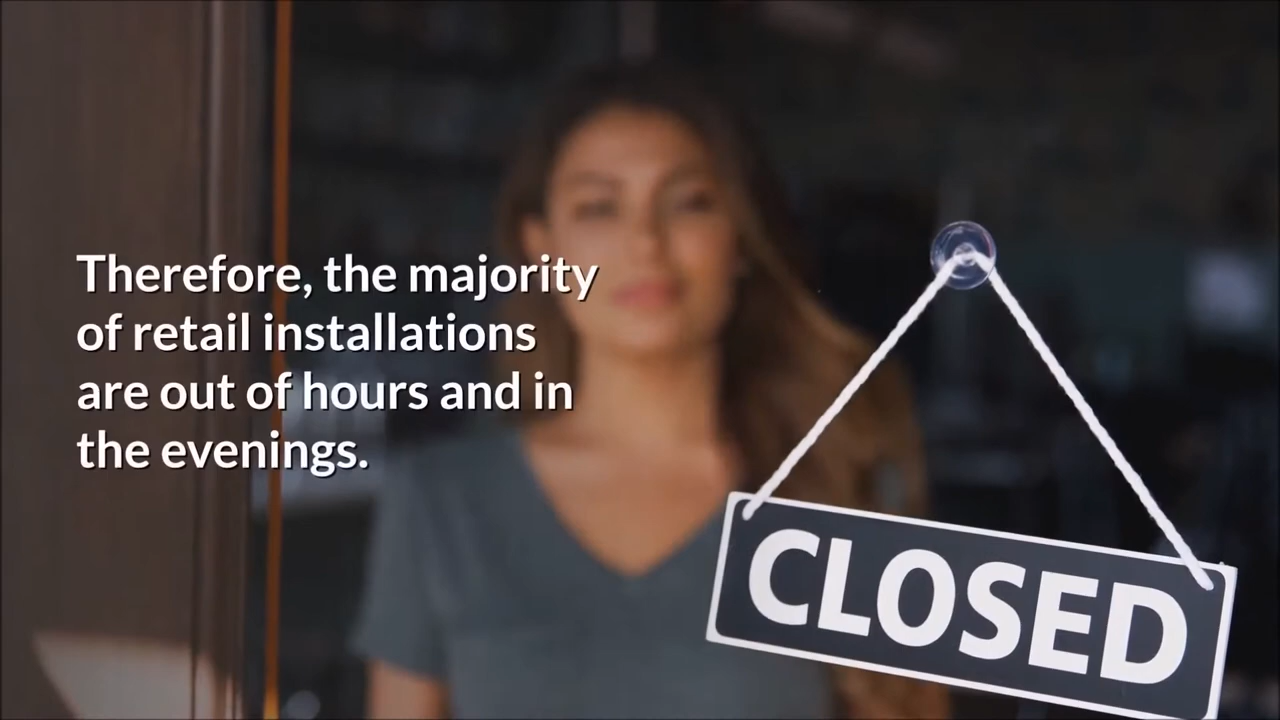 Therefore, the majority
of retail installations
are out of hours and in
the evenings.
CLOSED